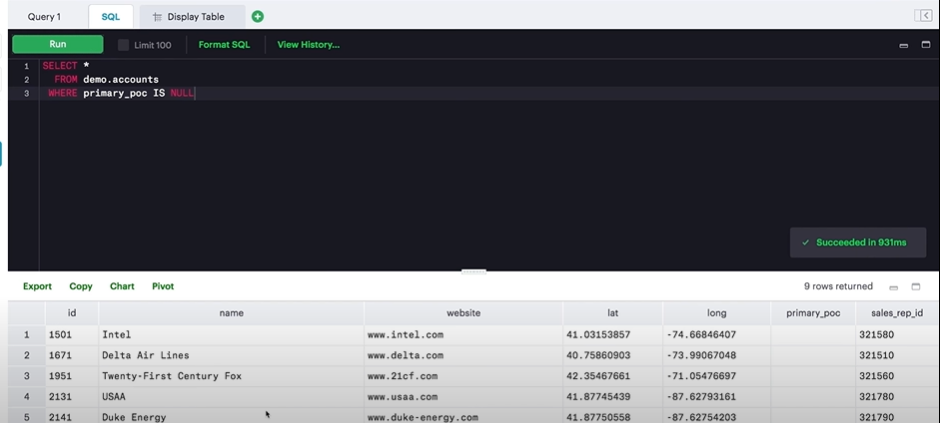 Query 1 SQL Display Table
Run Limit 100 Format SQL View History...
1 SELECT *
2 FROM demo.accounts
3 WHERE primary_poc IS NULL
✓ Succeeded in 931ms
Export Copy Chart Pivot 9 rows returned
id name website lat long primary_poc sales_rep_id
1 1501 Intel www.intel.com 41.03153857 -74.66846407 321580
2 1671 Delta Air Lines www.delta.com 40.75860903 -73.99067048 321510
3 1951 Twenty-First Century Fox www.21cf.com 42.35467661 -71.05476697 321560
4 2131 USAA www.usaa.com 41.87745439 -87.62793161 321780
5 2141 Duke Energy www.duke-energy.com 41.87750558 -87.62754203 321790